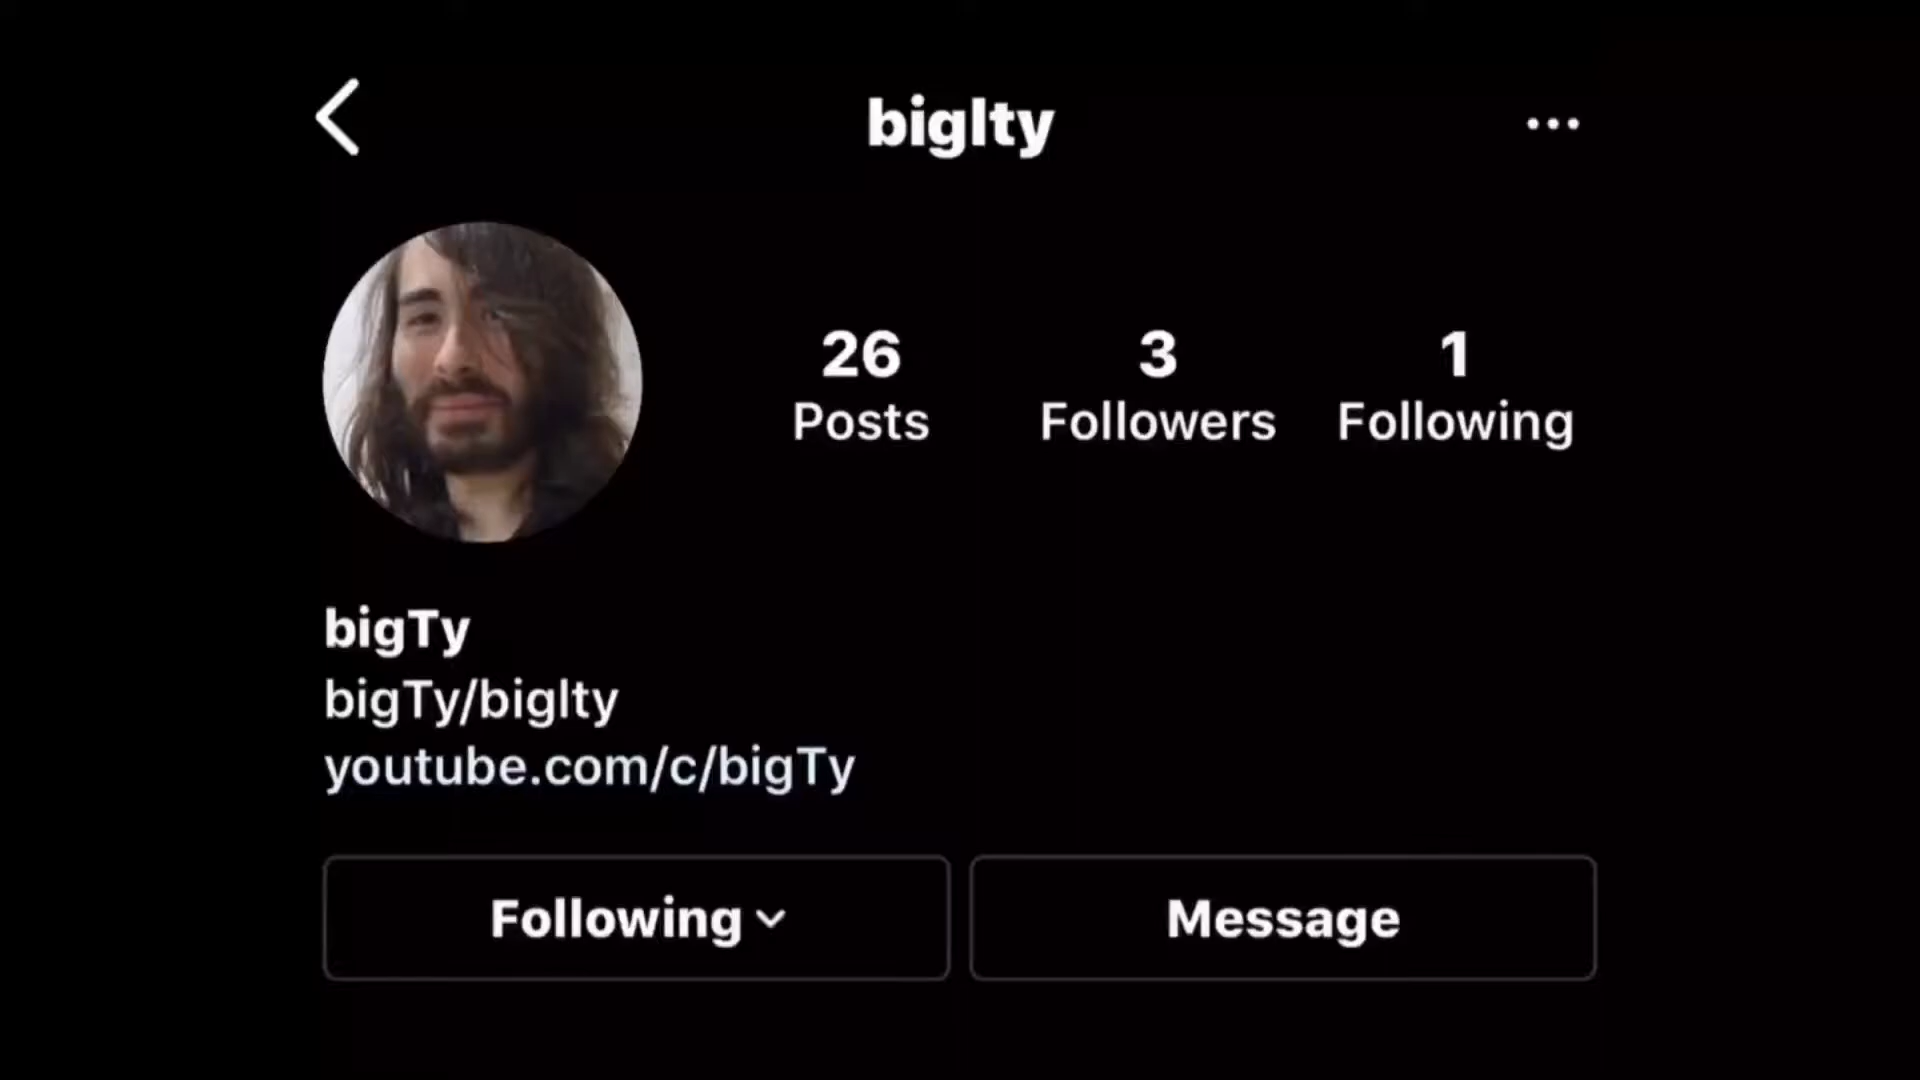 biglty
26
Posts
3
Followers
1
Following
bigTy
bigTy/biglty
youtube.com/c/bigTy
Following
Message